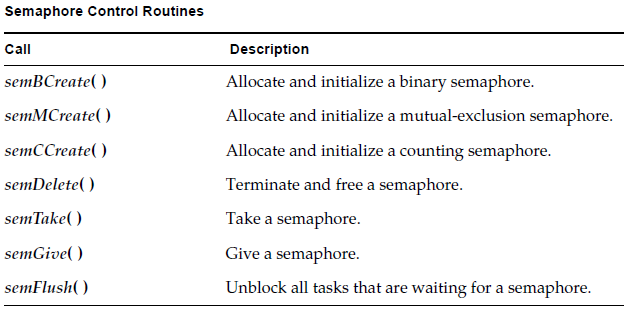 Semaphore Control Routines
Call Description
semBCreate( ) Allocate and initialize a binary semaphore.
semMCreate( ) Allocate and initialize a mutual-exclusion semaphore.
semCCreate( ) Allocate and initialize a counting semaphore.
semDelete( ) Terminate and free a semaphore.
semTake( ) Take a semaphore.
semGive( ) Give a semaphore.
semFlush( ) Unblock all tasks that are waiting for a semaphore.